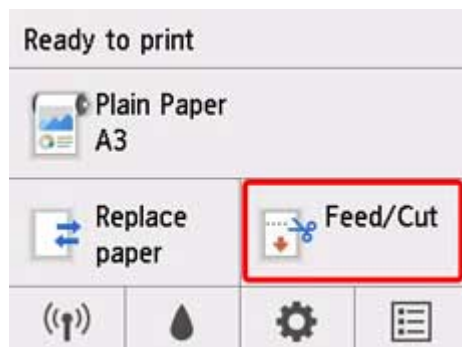 Ready to print
Plain Paper
A3
Replace
paper
Feed/Cut